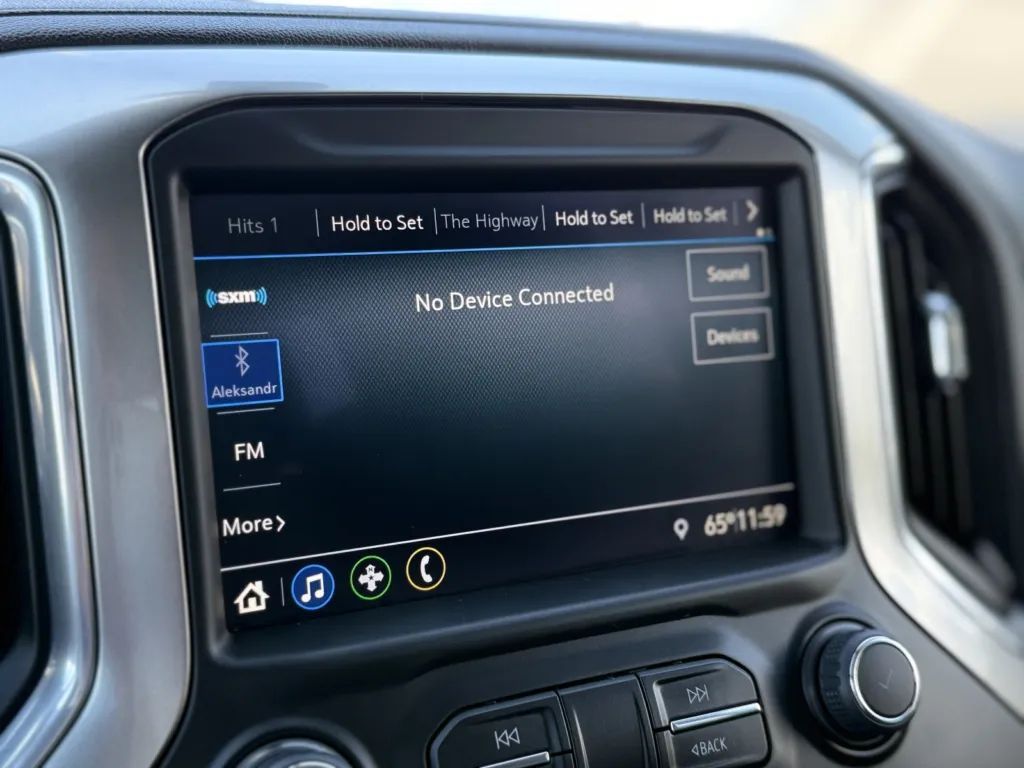 Hits 1 Hold to Set The Highway Hold to Set Hold to Set
sxm
No Device Connected
Sound
Devices
Aleksandr
FM
More
65° 11:59
N
BACK